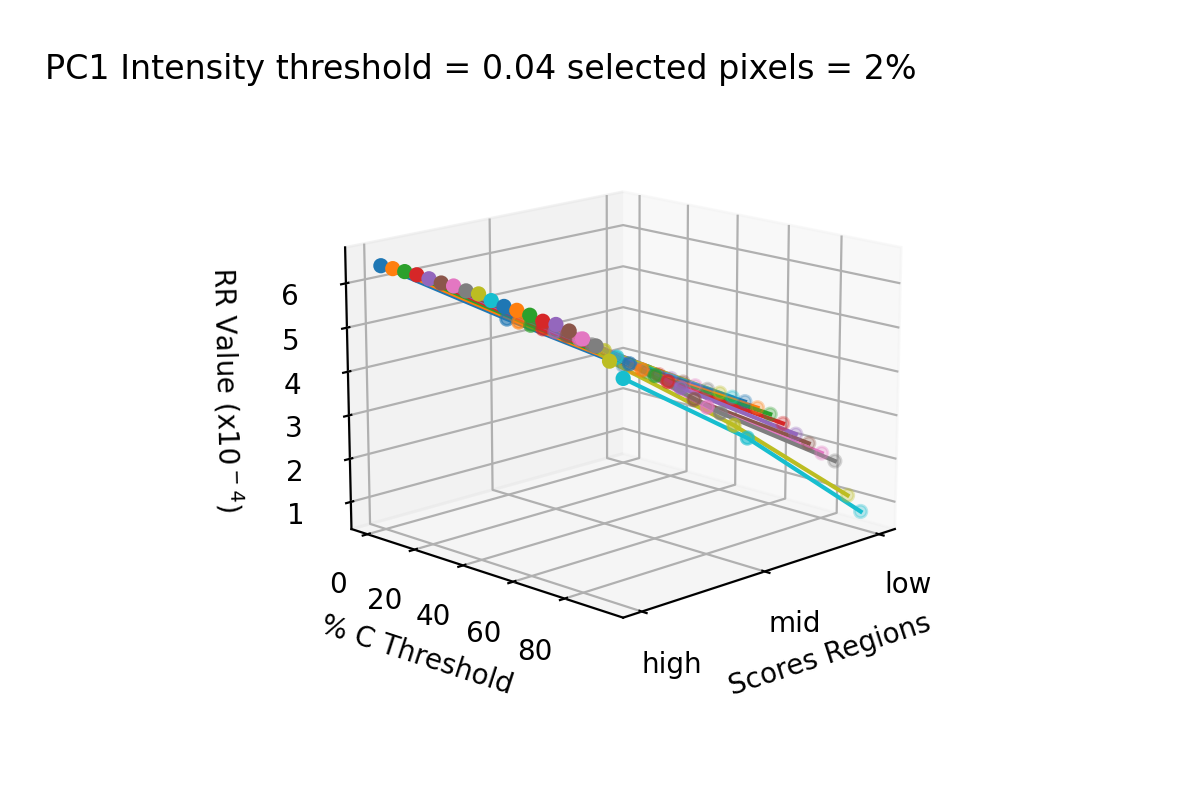 PC1 Intensity threshold = 0.04 selected pixels = 2%
RR Value (x10⁻⁴)
6
5
4
3
2
1
0
20
40
60
80
% C Threshold
high
mid
low
Scores Regions